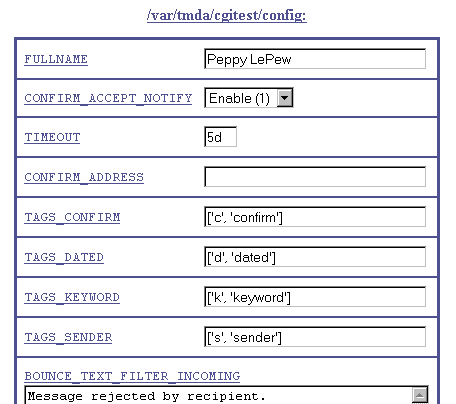 /var/tmda/cgitest/config:
FULLNAME Peppy LePew
CONFIRM_ACCEPT_NOTIFY Enable (1)
TIMEOUT 5d
CONFIRM_ADDRESS
TAGS_CONFIRM ['c', 'confirm']
TAGS_DATED ['d', 'dated']
TAGS_KEYWORD ['k', 'keyword']
TAGS_SENDER ['s', 'sender']
BOUNCE_TEXT_FILTER_INCOMING
Message rejected by recipient.